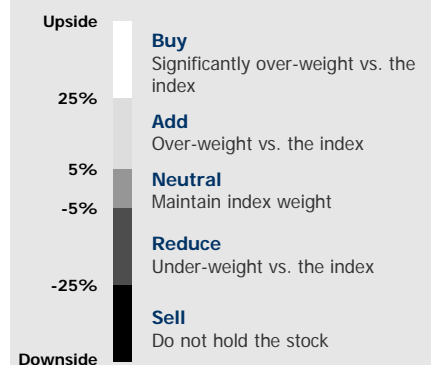 Upside
Buy
Significantly over-weight vs. the
index
25%
Add
Over-weight vs. the index
5%
Neutral
Maintain index weight
-5%
Reduce
Under-weight vs. the index
-25%
Sell
Do not hold the stock
Downside